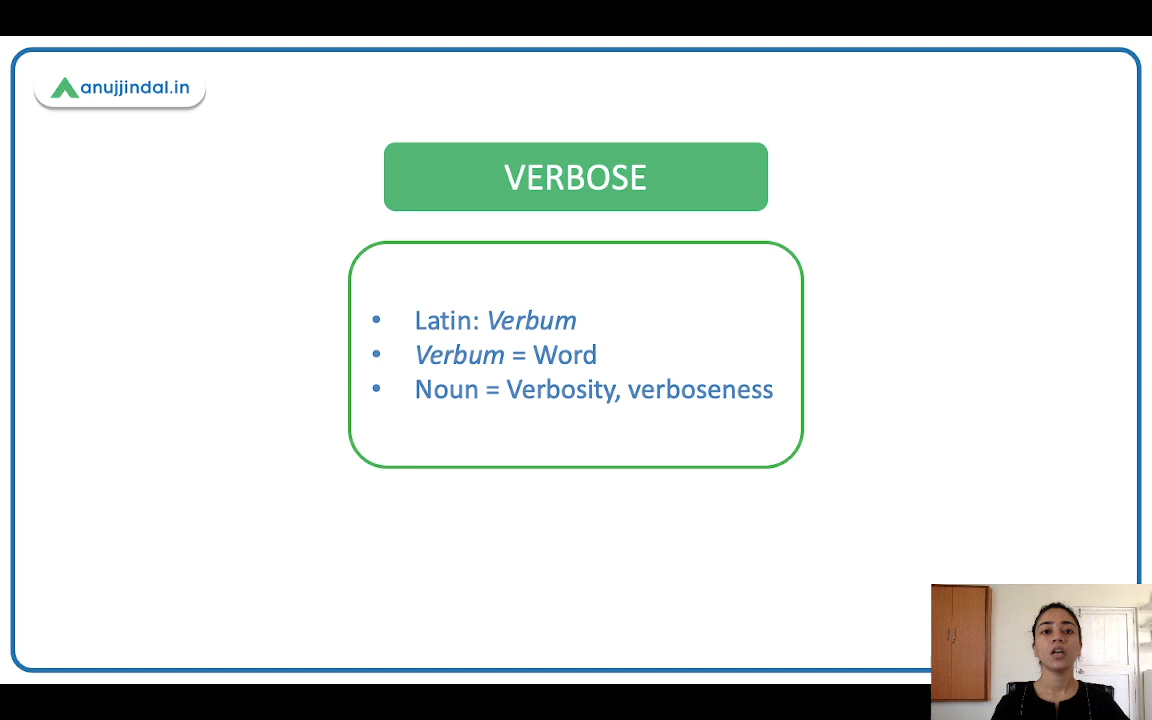 anujjindal.in
VERBOSE
• Latin: Verbum
• Verbum = Word
• Noun = Verbosity, verboseness